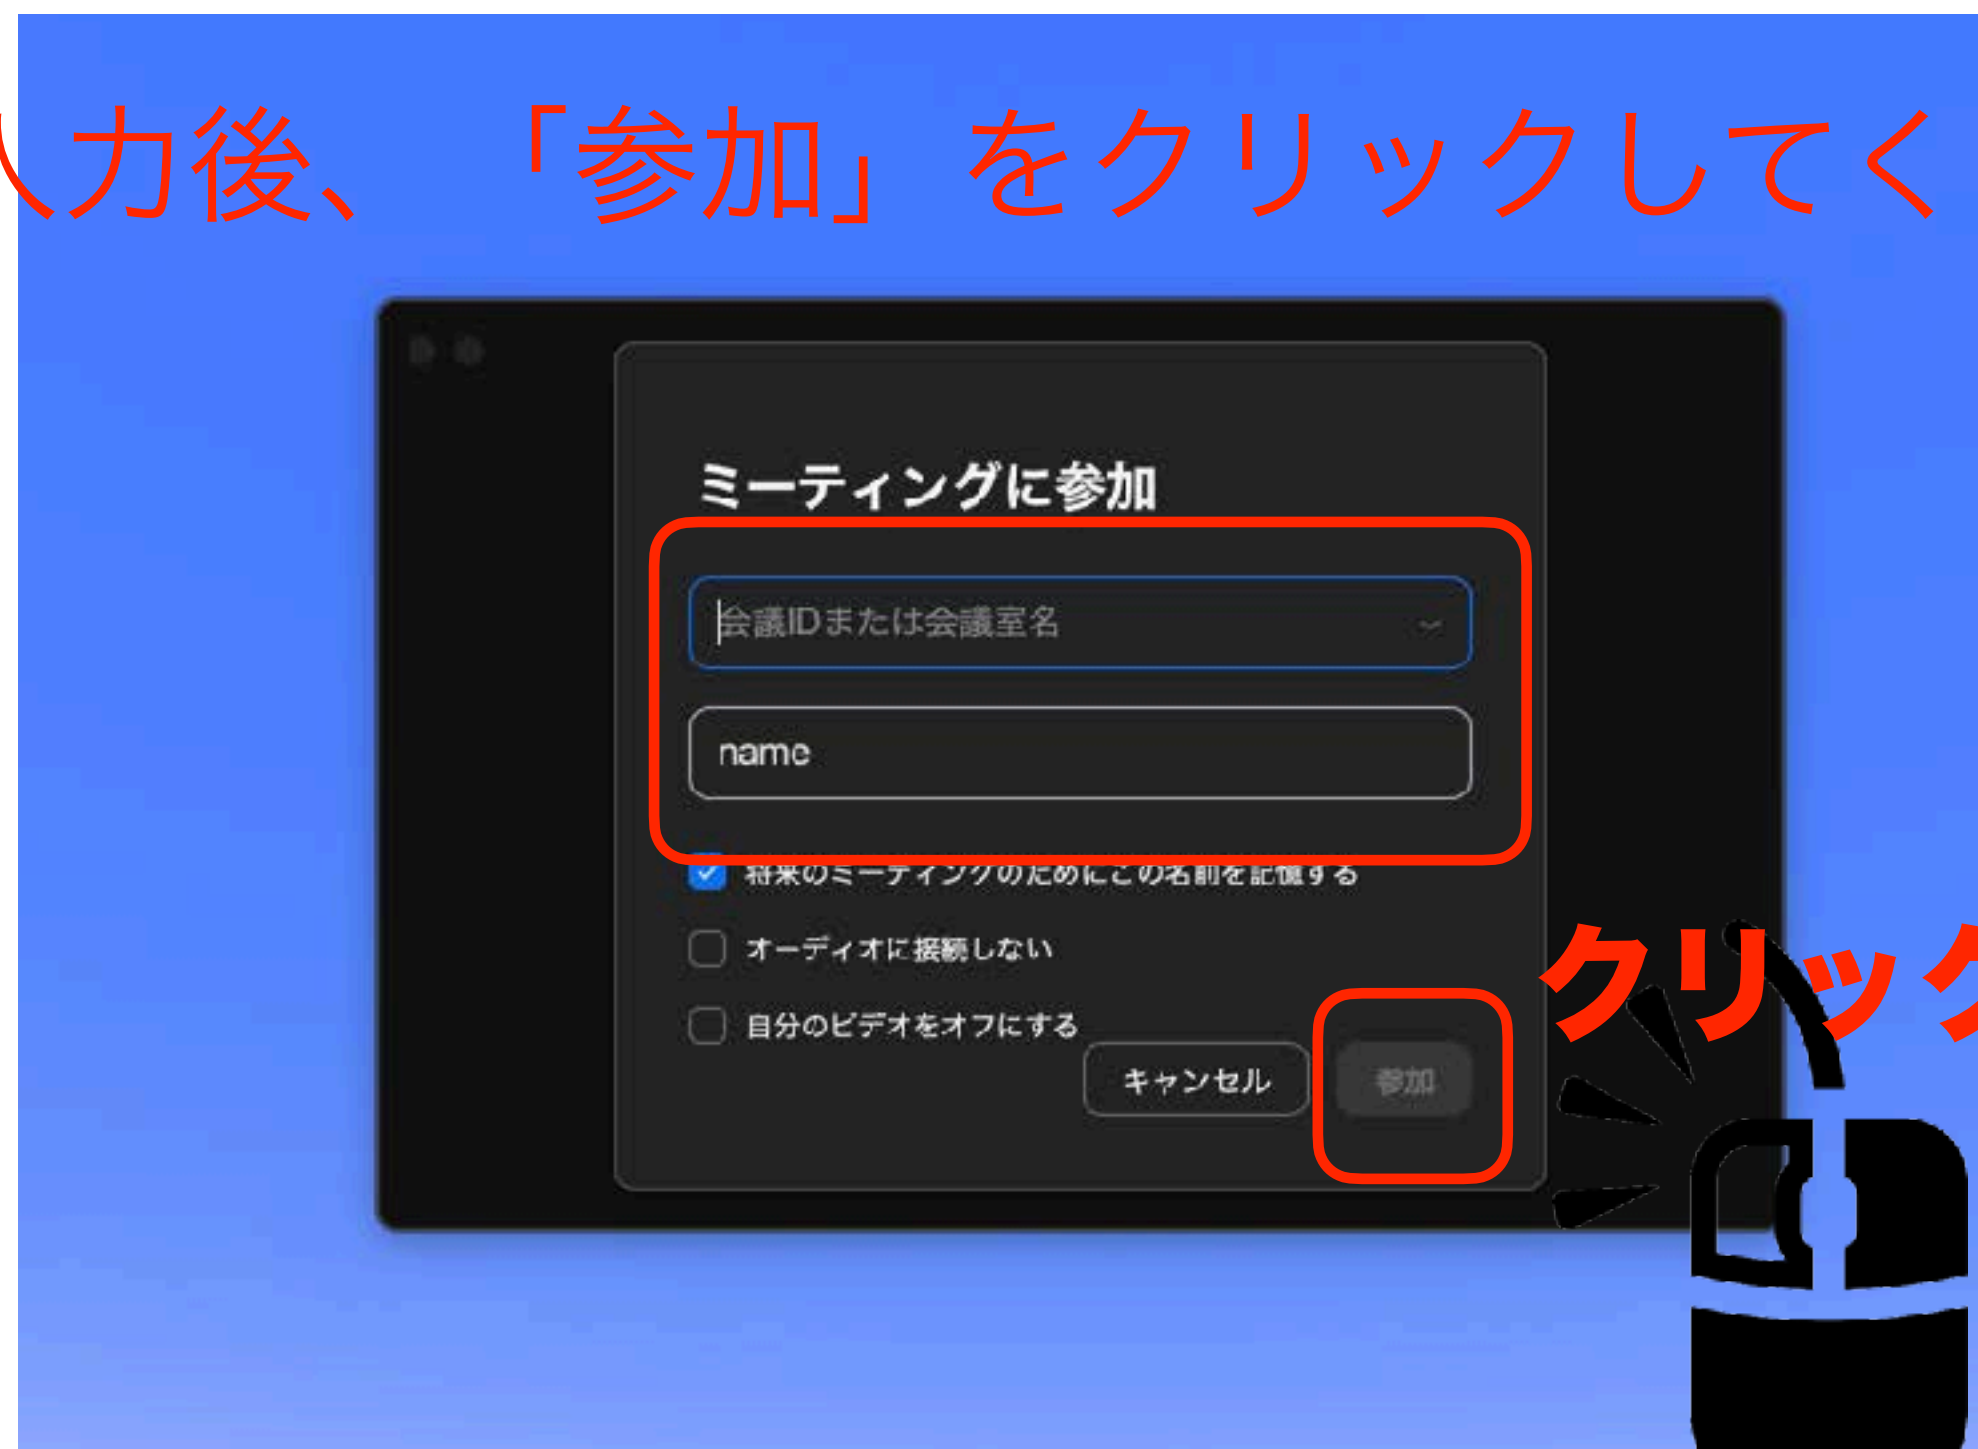 入力後、「参加」をクリックしてく
ミーティングに参加
会議IDまたは会議室名
name
将来のミーティングのためにこの名前を記憶する
オーディオに接続しない
自分のビデオをオフにする
クリック
キャンセル
参加